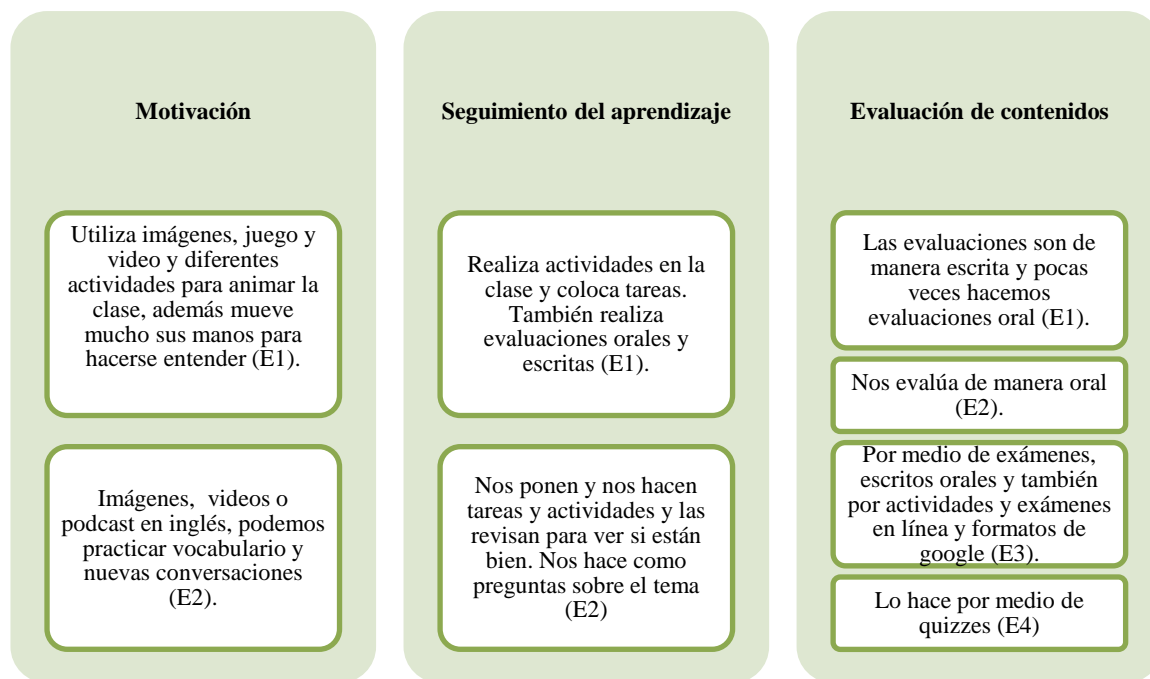 Motivación
Utiliza imágenes, juego y
video y diferentes
actividades para animar la
clase, además mueve
mucho sus manos para
hacerse entender (E1).
Imágenes,  videos o
podcast en inglés, podemos
practicar vocabulario y
nuevas conversaciones
(E2).
Seguimiento del aprendizaje
Realiza actividades en la
clase y coloca tareas.
También realiza
evaluaciones orales y
escritas (E1).
Nos ponen y nos hacen
tareas y actividades y las
revisan para ver si están
bien. Nos hace como
preguntas sobre el tema
(E2)
Evaluación de contenidos
Las evaluaciones son de
manera escrita y pocas
veces hacemos
evaluaciones oral (E1).
Nos evalúa de manera oral
(E2).
Por medio de exámenes,
escritos orales y también
por actividades y exámenes
en línea y formatos de
google (E3).
Lo hace por medio de
quizzes (E4)